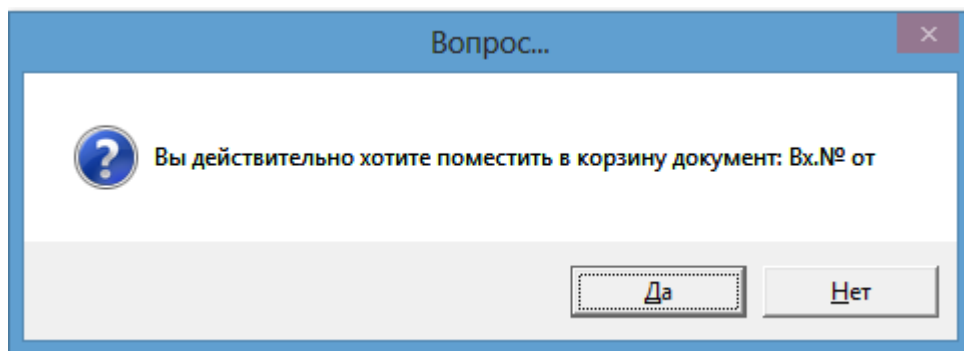 Вопрос...
Вы действительно хотите поместить в корзину документ: Вх.№ от
Да
Нет